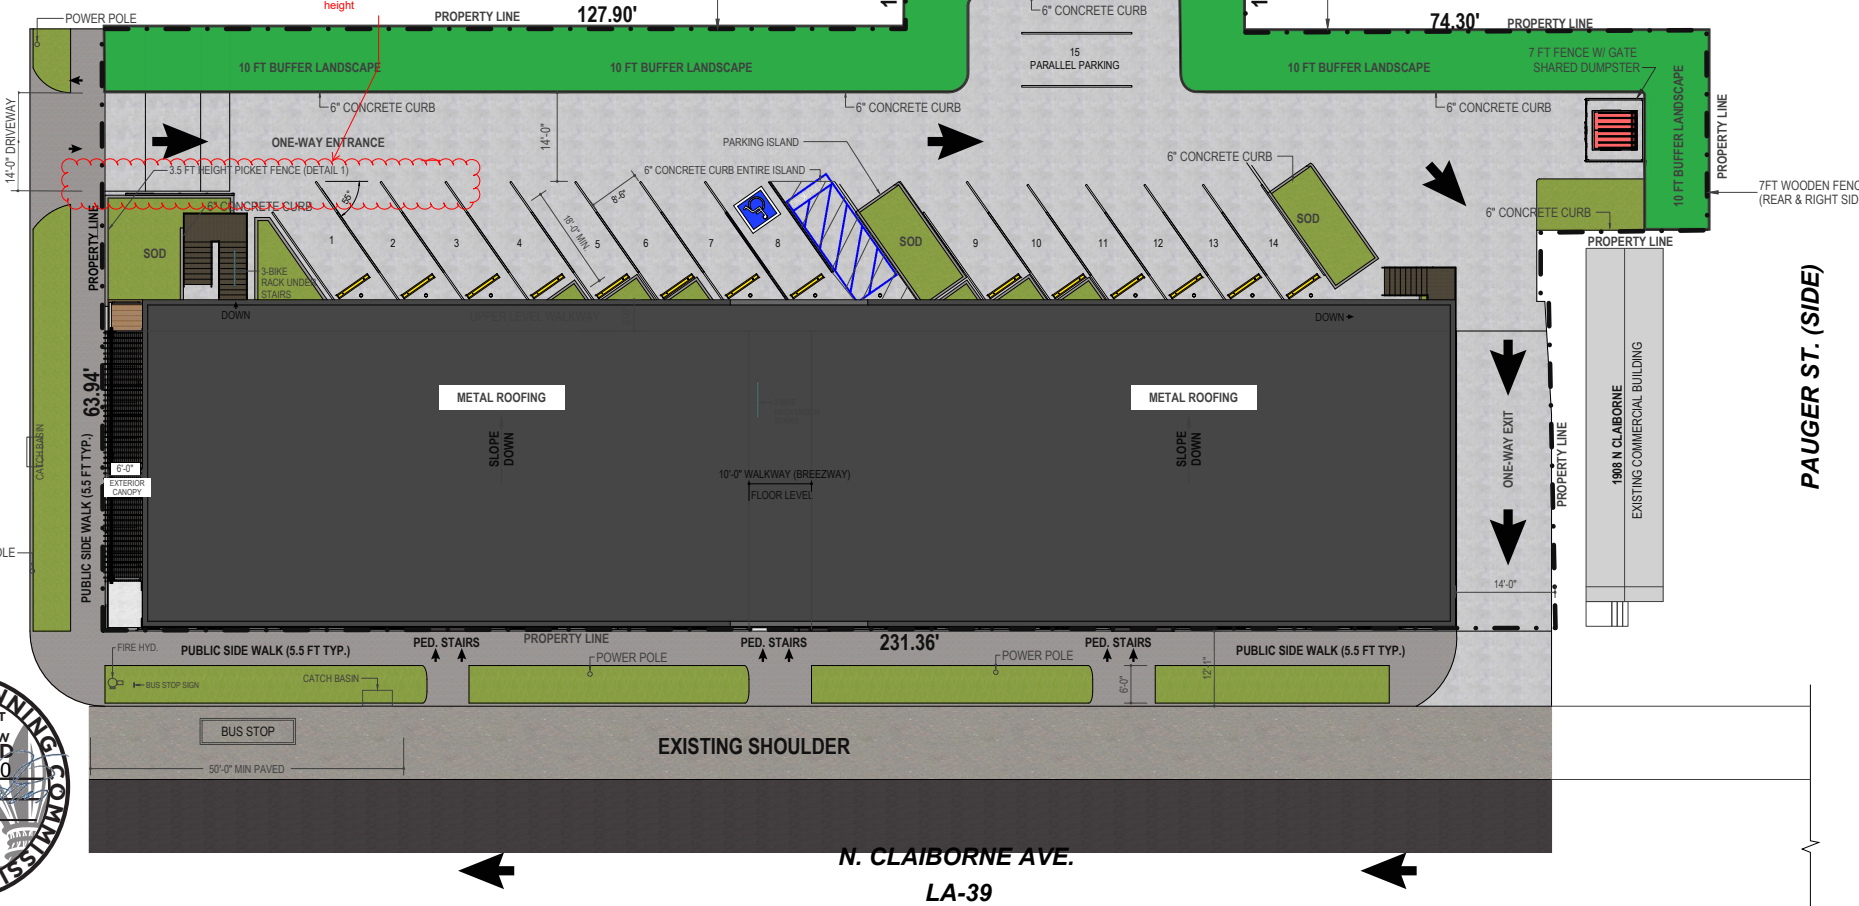 height
POWER POLE
PROPERTY LINE
127.90'
6" CONCRETE CURB
74.30'
PROPERTY LINE
10 FT BUFFER LANDSCAPE
10 FT BUFFER LANDSCAPE
15
PARALLEL PARKING
10 FT BUFFER LANDSCAPE
7 FT FENCE W/ GATE
SHARED DUMPSTER
10 FT BUFFER LANDSCAPE
PROPERTY LINE
6" CONCRETE CURB
6" CONCRETE CURB
6" CONCRETE CURB
14'-0" DRIVEWAY
ONE-WAY ENTRANCE
14'-0"
PARKING ISLAND
6" CONCRETE CURB
3.5 FT HEIGHT PICKET FENCE (DETAIL 1)
6" CONCRETE CURB ENTIRE ISLAND
55°
8'-6"
18'-0" MIN.
7FT WOODEN FENC
(REAR & RIGHT SID
PROPERTY LINE
6" CONCRETE CURB
6" CONCRETE CURB
SOD
SOD
SOD
1
2
3
4
5
6
7
8
9
10
11
12
13
14
PROPERTY LINE
3-BIKE
RACK UNDER
STAIRS
DOWN
UPPER LEVEL WALKWAY
DOWN
63.94'
METAL ROOFING
METAL ROOFING
SLOPE
DOWN
SLOPE
DOWN
10'-0" WALKWAY (BREEZWAY)
FLOOR LEVEL
6'-0"
EXTERIOR
CANOPY
CATCH BASIN
PUBLIC SIDE WALK (5.5 FT TYP.)
OLE
ONE-WAY EXIT
14'-0"
PROPERTY LINE
1908 N CLAIBORNE
EXISTING COMMERCIAL BUILDING
PAUGER ST. (SIDE)
FIRE HYD.
PUBLIC SIDE WALK (5.5 FT TYP.)
PED. STAIRS
PROPERTY LINE
PED. STAIRS
231.36'
PED. STAIRS
PUBLIC SIDE WALK (5.5 FT TYP.)
POWER POLE
POWER POLE
BUS STOP SIGN
CATCH BASIN
6'-0"
12'-1"
BUS STOP
EXISTING SHOULDER
50'-0" MIN PAVED
NNING COMMISSI
N. CLAIBORNE AVE.
LA-39